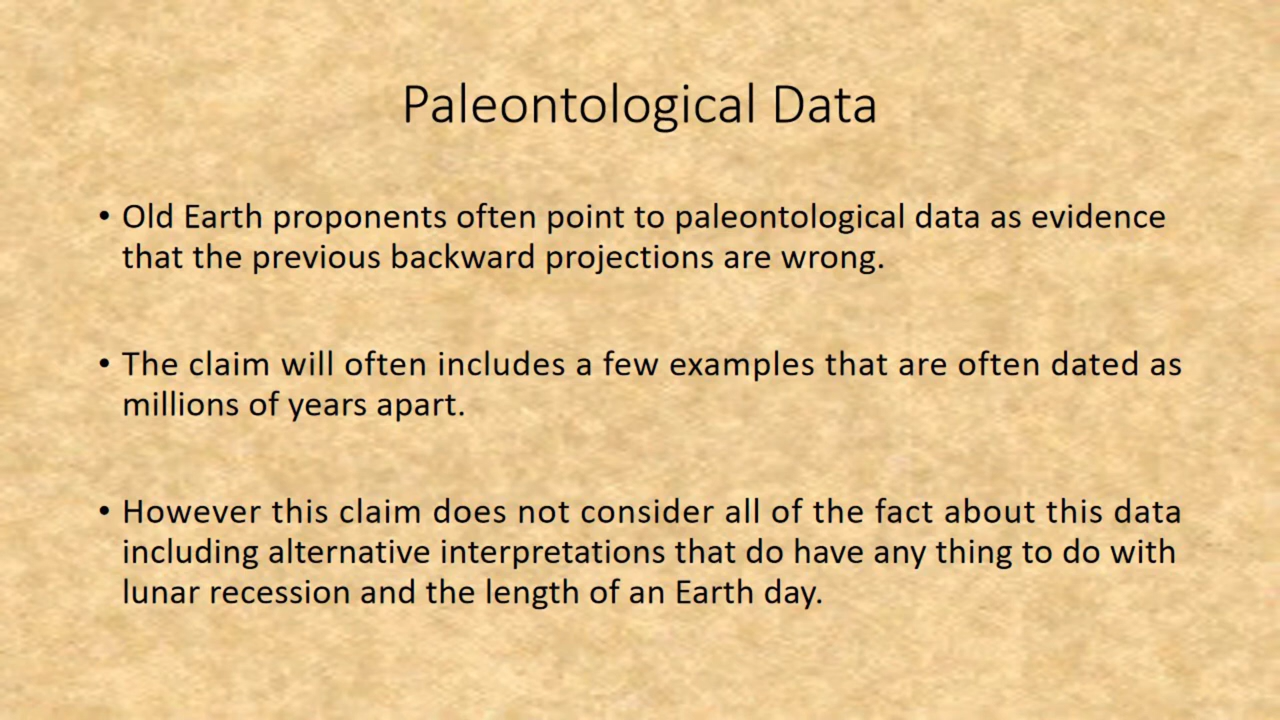 Paleontological Data
• Old Earth proponents often point to paleontological data as evidence
that the previous backward projections are wrong.
• The claim will often includes a few examples that are often dated as
millions of years apart.
• However this claim does not consider all of the fact about this data
including alternative interpretations that do have any thing to do with
lunar recession and the length of an Earth day.